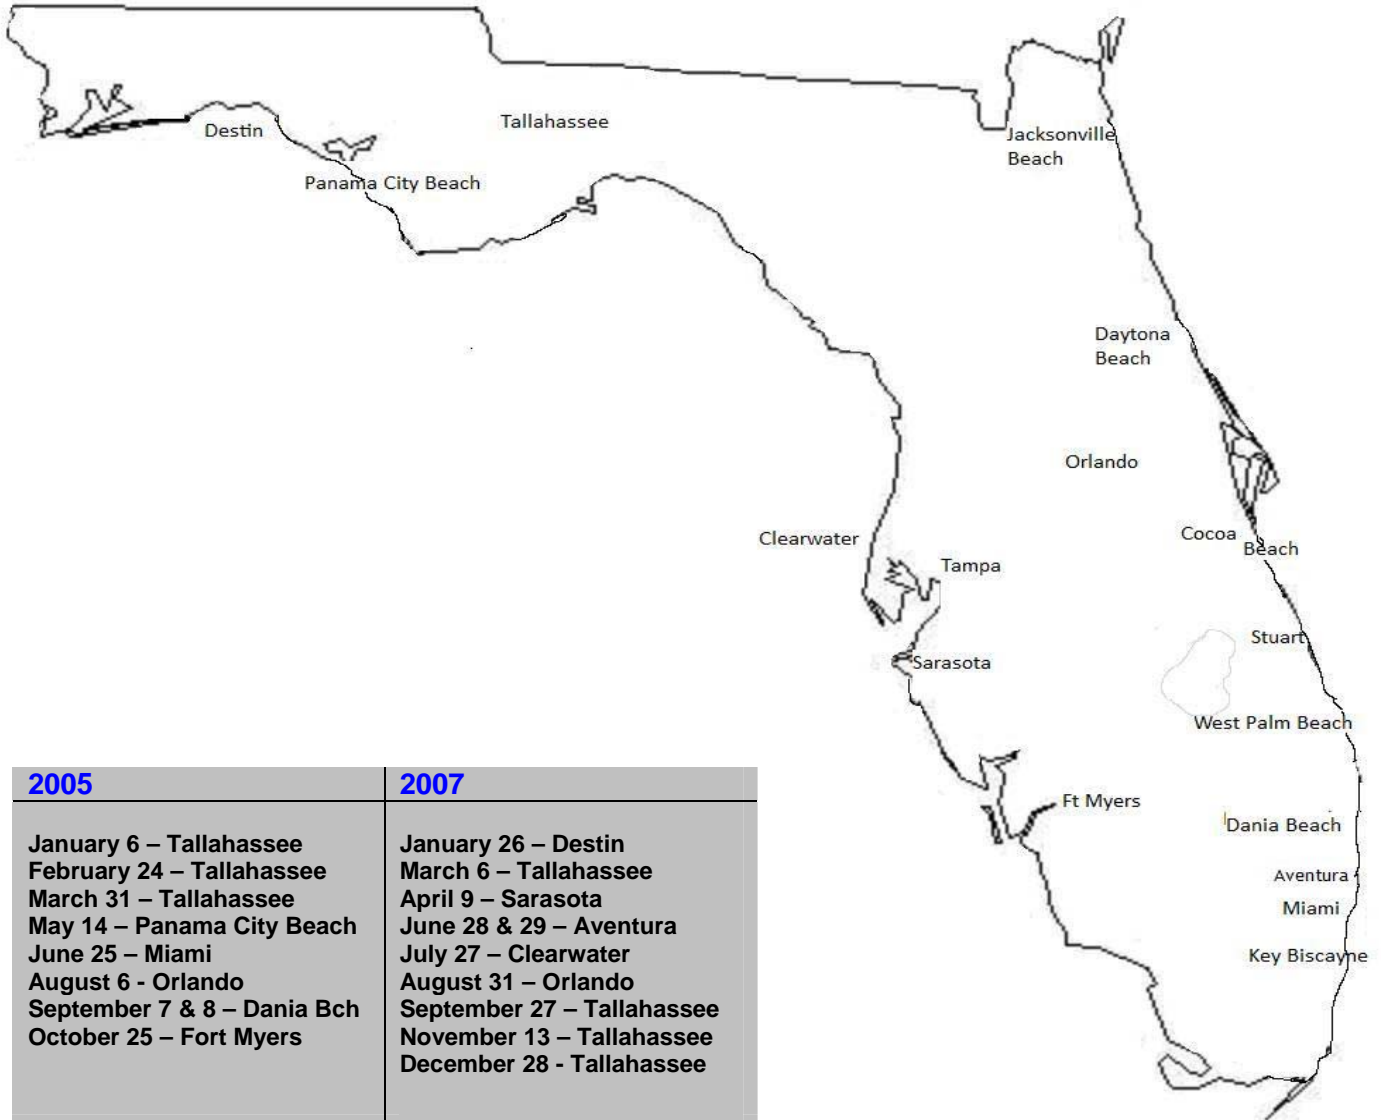 Tallahassee
Destin
Jacksonville
Beach
Panama City Beach
Daytona
Beach
Orlando
Clearwater
Cocoa
Beach
Tampa
Stuart
Sarasota
West Palm Beach
Ft Myers
Dania Beach
Aventura
Miami
Key Biscayne
2005
January 6 – Tallahassee
February 24 – Tallahassee
March 31 – Tallahassee
May 14 – Panama City Beach
June 25 – Miami
August 6 - Orlando
September 7 & 8 – Dania Bch
October 25 – Fort Myers
2007
January 26 – Destin
March 6 – Tallahassee
April 9 – Sarasota
June 28 & 29 – Aventura
July 27 – Clearwater
August 31 – Orlando
September 27 – Tallahassee
November 13 – Tallahassee
December 28 - Tallahassee